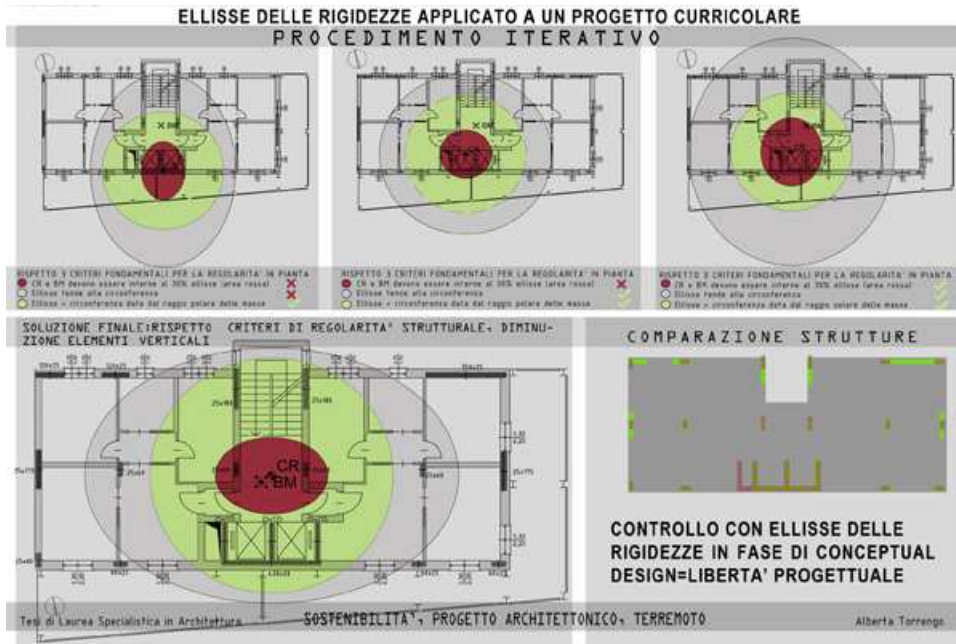 ELLISSE DELLE RIGIDEZZE APPLICATO A UN PROGETTO CURRICOLARE
PROCEDIMENTO ITERATIVO
BM
RISPETTO 3 CRITERI FONDAMENTALI PER LA REGOLARITA' IN PIANTA
CR e BM devono essere interne al 30% ellisse (area rossa)
Ellisse tende alla circonferenza
Ellisse = circonferenza data dal raggio polare delle masse
RISPETTO 3 CRITERI FONDAMENTALI PER LA REGOLARITA' IN PIANTA
CR e BM devono essere interne al 30% ellisse (area rossa)
Ellisse tende alla circonferenza
Ellisse = circonferenza data dal raggio polare delle masse
RISPETTO 3 CRITERI FONDAMENTALI PER LA REGOLARITA' IN PIANTA
CR e BM devono essere interne al 30% ellisse (area rossa)
Ellisse tende alla circonferenza
Ellisse = circonferenza data dal raggio polare delle masse
SOLUZIONE FINALE:RISPETTO CRITERI DI REGOLARITA' STRUTTURALE, DIMINU-
ZIONE ELEMENTI VERTICALI
CR
BM
COMPARAZIONE STRUTTURE
CONTROLLO CON ELLISSE DELLE
RIGIDEZZE IN FASE DI CONCEPTUAL
DESIGN=LIBERTA' PROGETTUALE
Tesi di Laurea Specialistica in Architettura
SOSTENIBILITA', PROGETTO ARCHITETTONICO, TERREMOTO
Alberta Torrengo